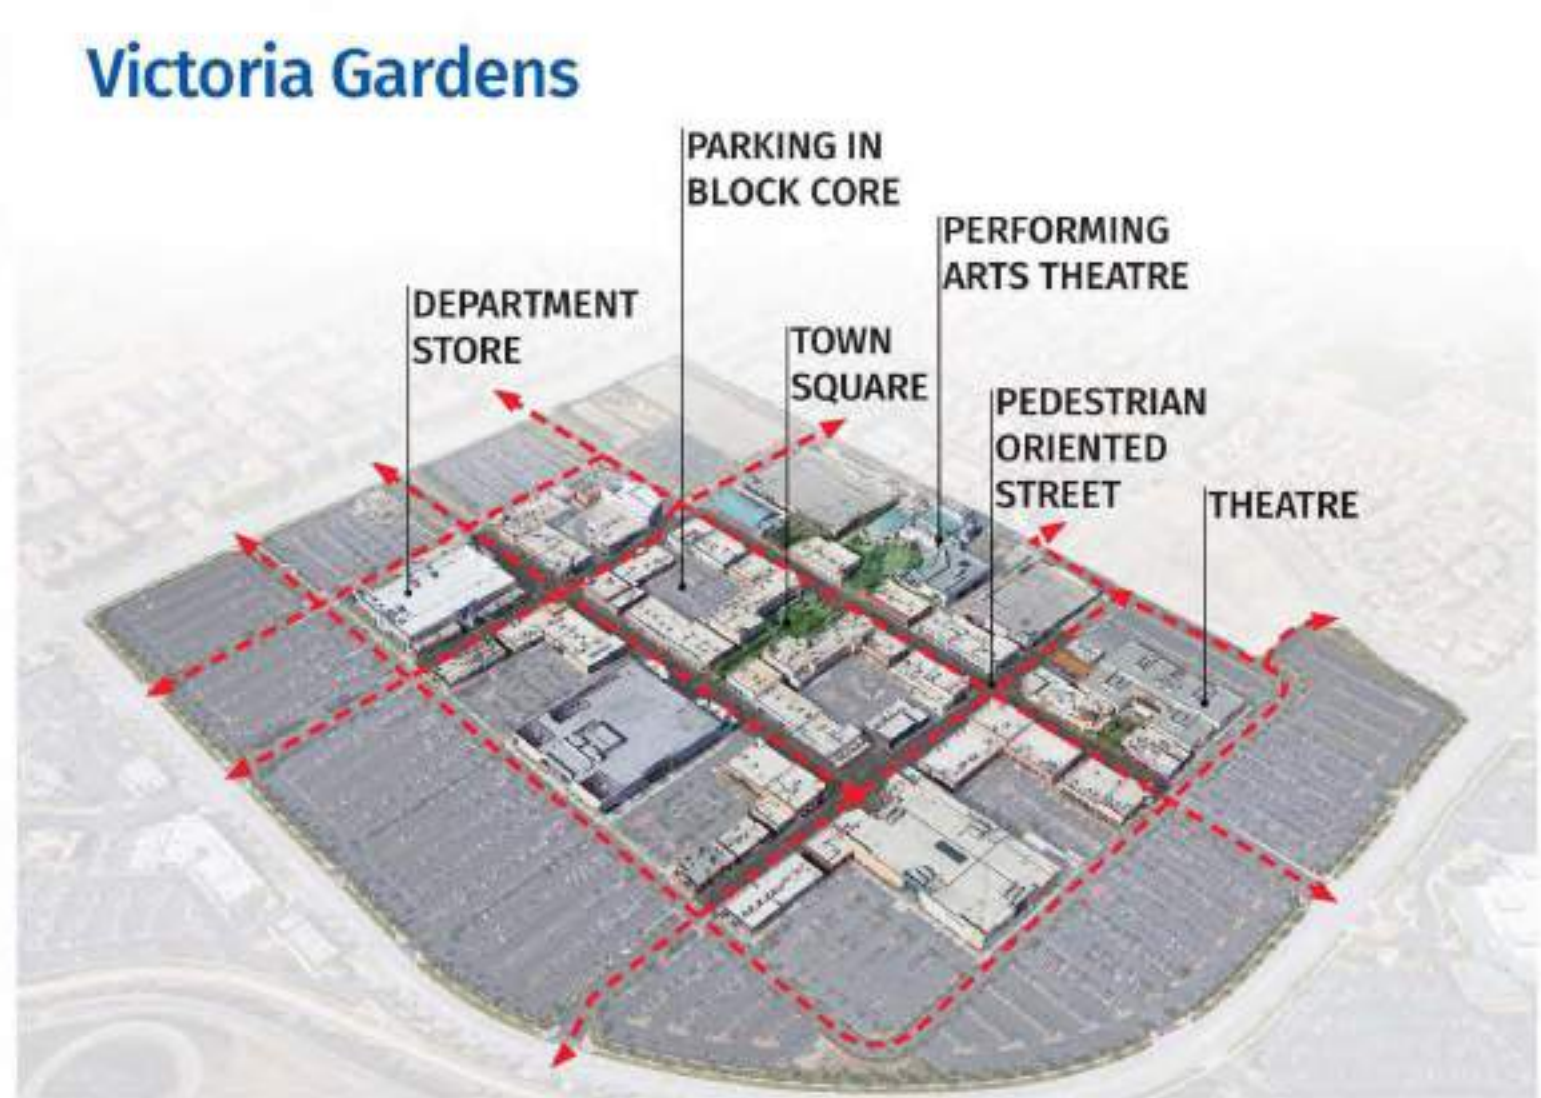 Victoria Gardens
PARKING IN
BLOCK CORE
PERFORMING
ARTS THEATRE
DEPARTMENT
STORE
TOWN
SQUARE
PEDESTRIAN
ORIENTED
STREET
THEATRE